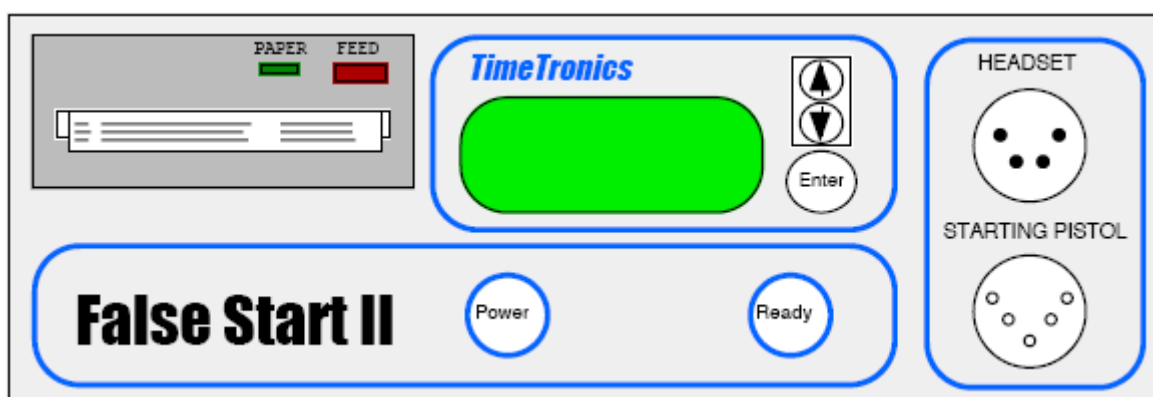 PAPER FEED
TimeTronics
Enter
HEADSET
STARTING PISTOL
False Start II
Power
Ready